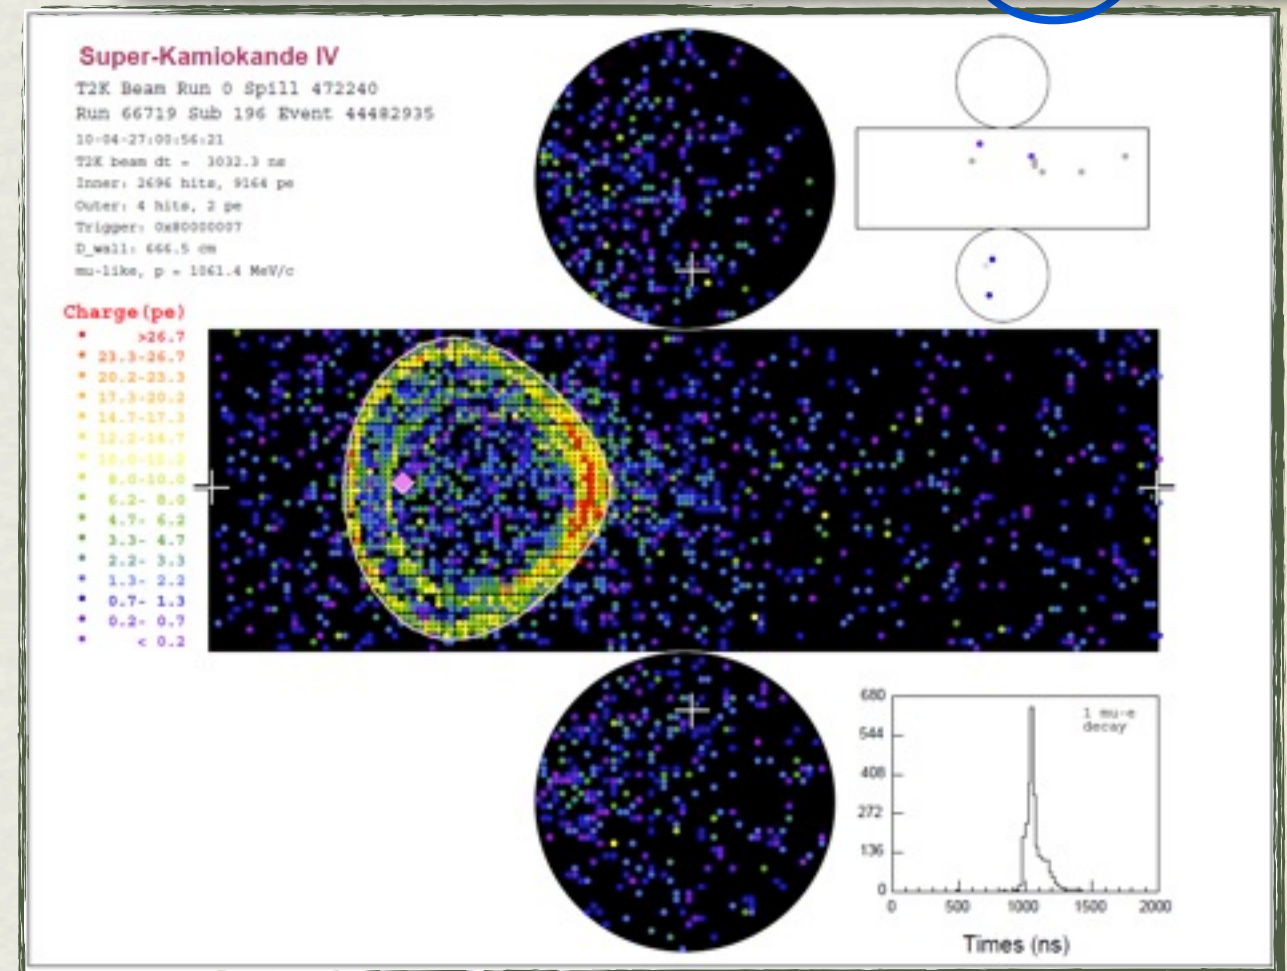 Super-Kamiokande IV
T2K Beam Run 0 Spill 472240
Run 66719 Sub 196 Event 44482935
10-04-27:00:56:21
T2K beam dt = 3032.3 ns
Inner: 2696 hits, 9164 pe
Outer: 4 hits, 2 pe
Trigger: 0x80000007
D_wall: 666.5 cm
mu-like, p = 1061.4 MeV/c
Charge(pe)
>26.7
23.3-26.7
20.2-23.3
17.3-20.2
14.7-17.3
12.2-14.7
10.0-12.2
8.0-10.0
6.2- 8.0
4.7- 6.2
3.3- 4.7
2.2- 3.3
1.3- 2.2
0.7- 1.3
0.2- 0.7
< 0.2
680
544
408
272
136
0
1 mu-e
decay
0 500 1000 1500 2000
Times (ns)